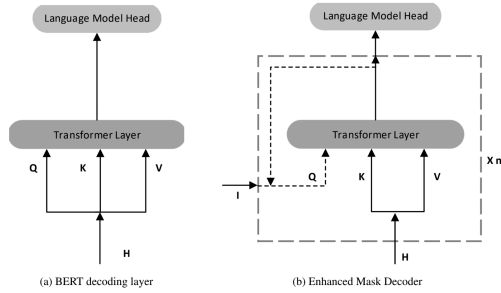 Language Model Head
Transformer Layer
Q
K
V
H
(a) BERT decoding layer
Language Model Head
Transformer Layer
X n
Q
K
V
I
H
(b) Enhanced Mask Decoder